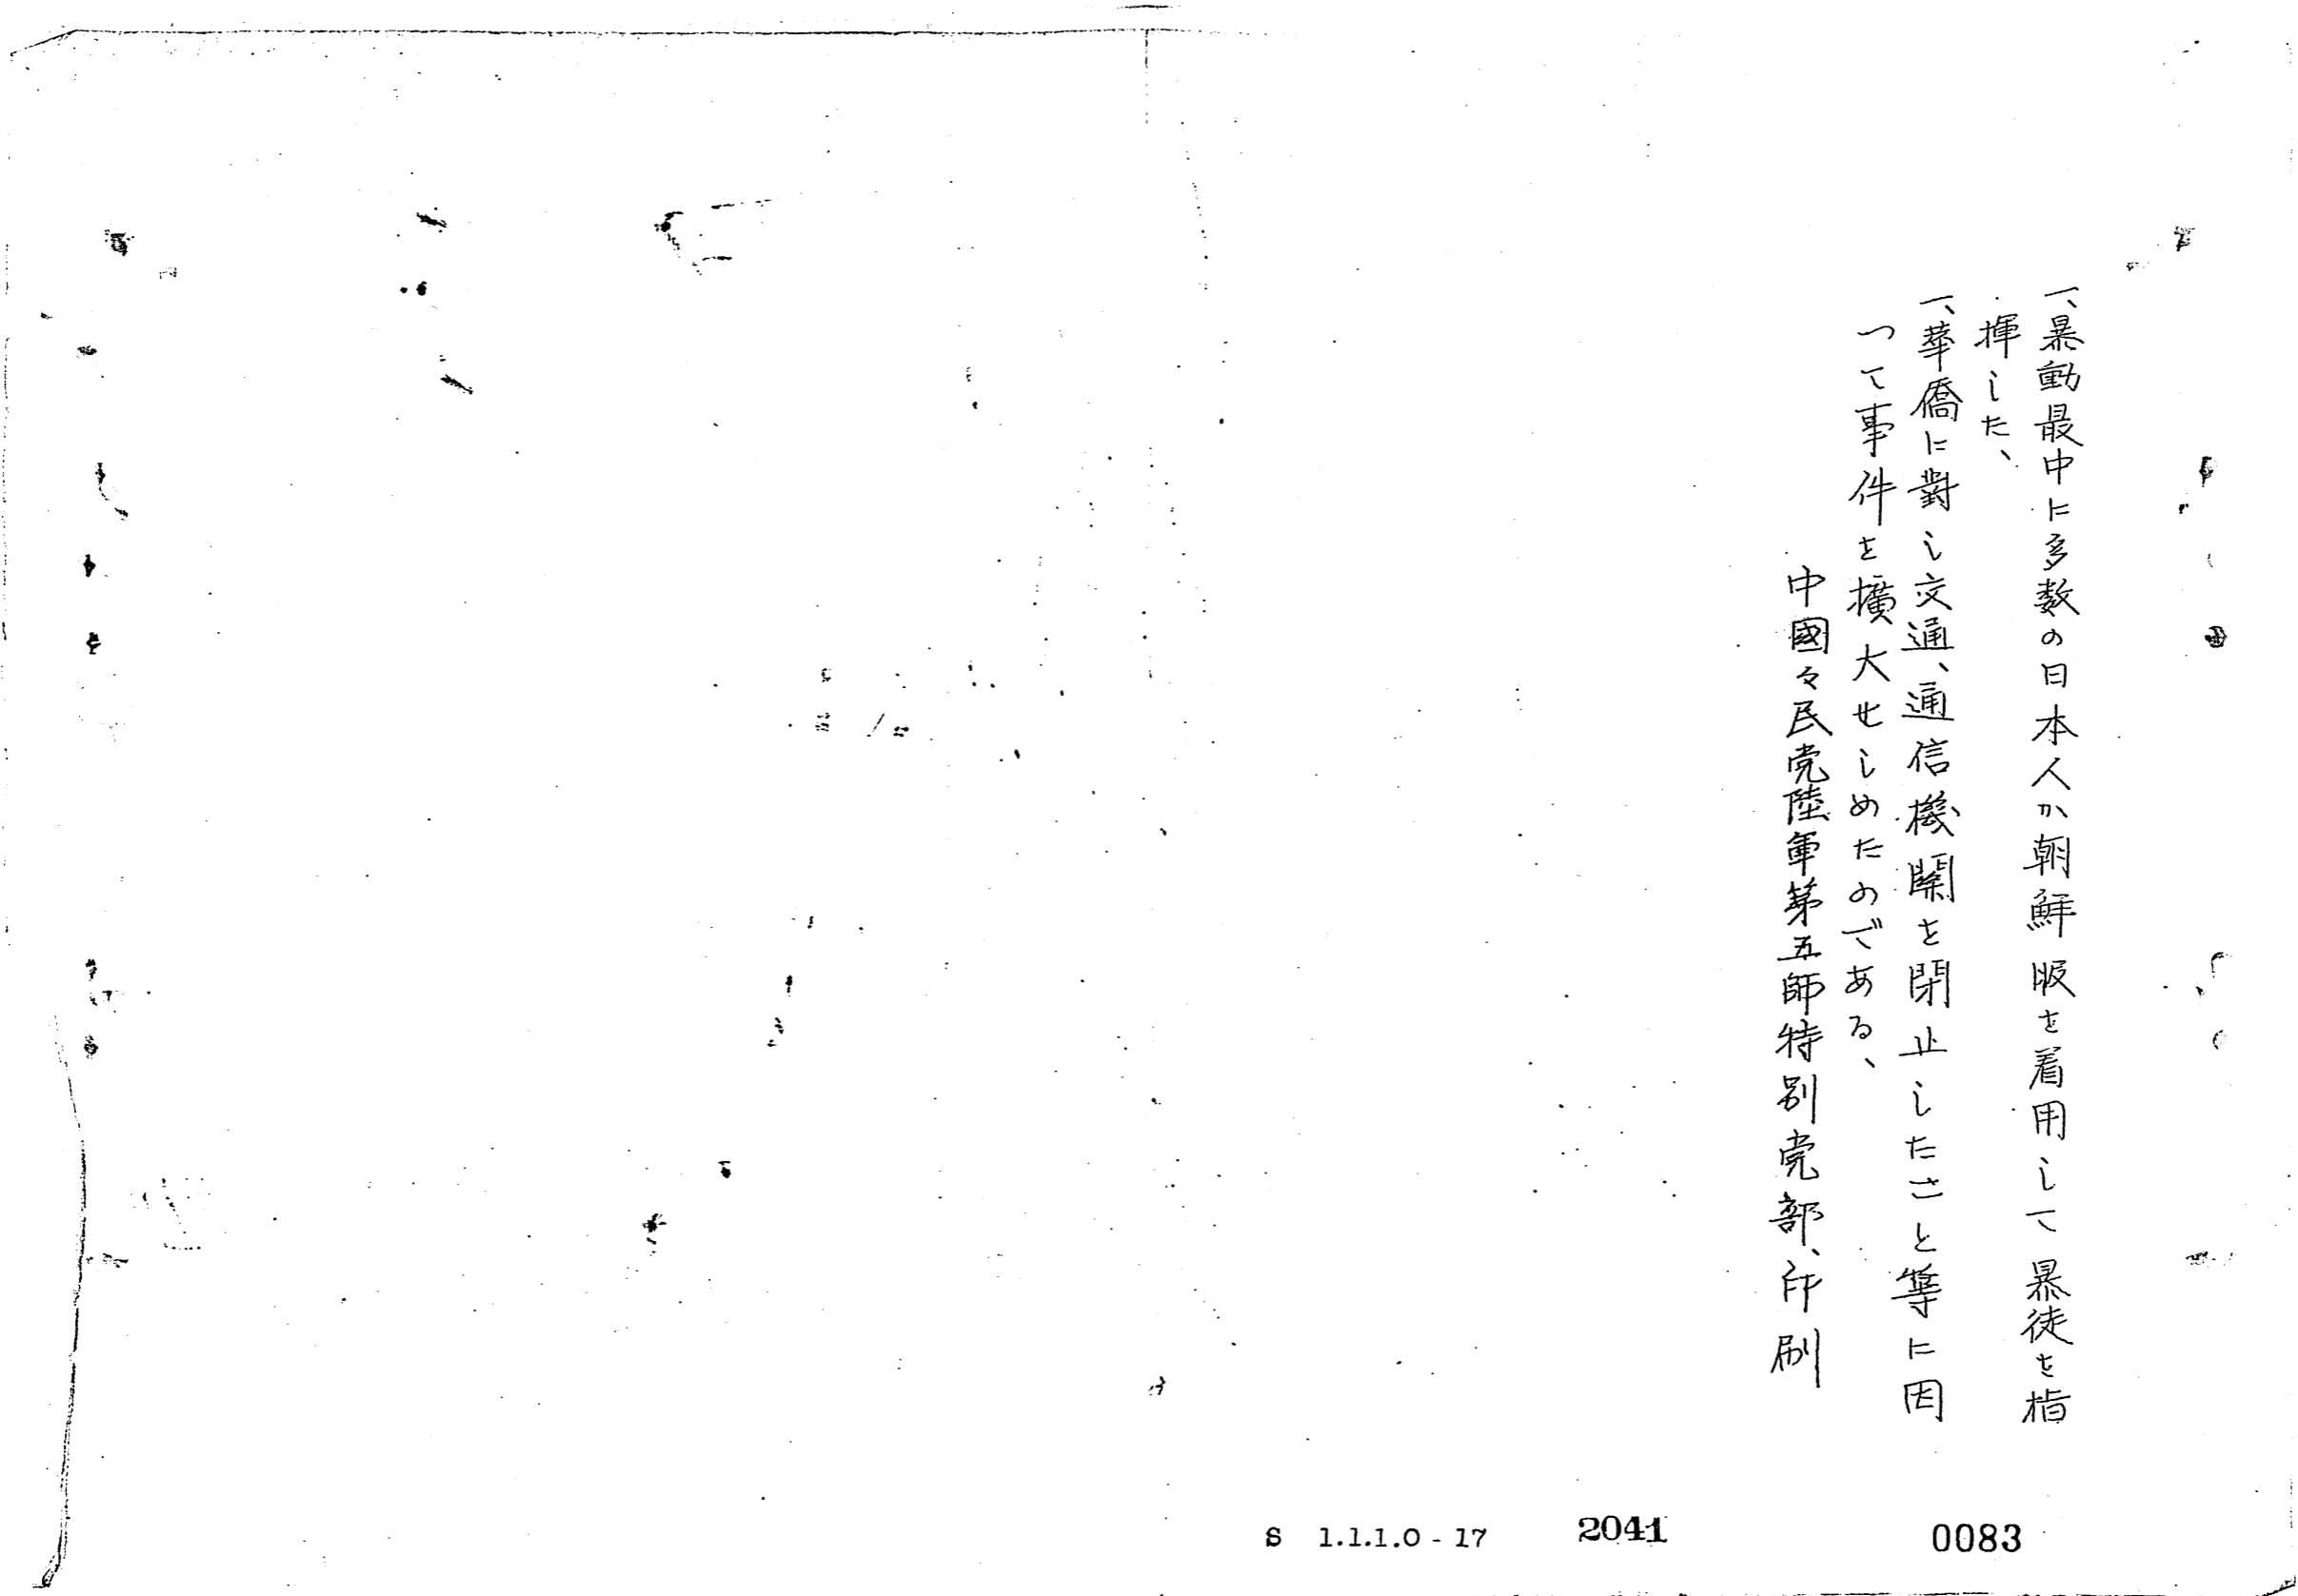 一、暴動最中に多数の日本人か朝鮮服を着用して暴徒を指
揮した、
一、華僑に對し交通、通信機関を閉止したこと等に因
つて事件を擴大せしめたのである、
中國々民党陸軍第五師特别党部、印刷
S 1.1.1.0-17 2041 0083